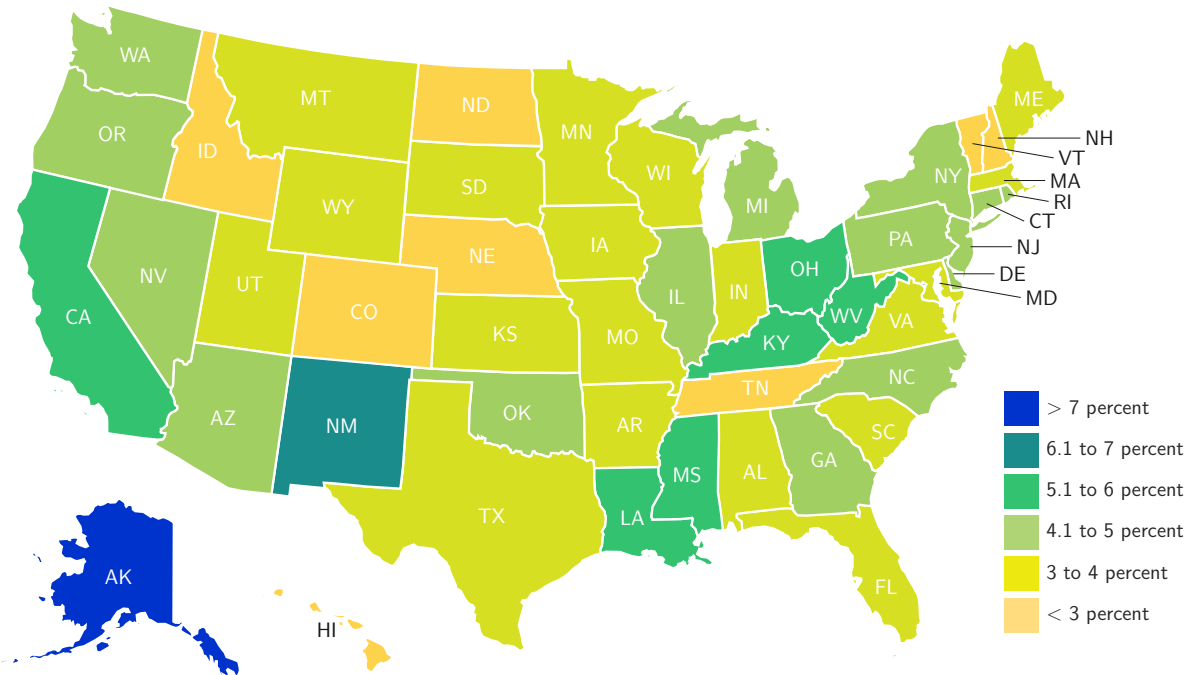 WA
MT
ND
ME
OR
MN
NH
ID
VT
WI
SD
NY
MA
RI
WY
MI
CT
IA
PA
NJ
NE
OH
NV
DE
UT
IL
IN
MD
CO
CA
WV
VA
KS
MO
KY
NC
TN
AZ
OK
NM
AR
SC
GA
MS
AL
TX
LA
AK
FL
HI
> 7 percent
6.1 to 7 percent
5.1 to 6 percent
4.1 to 5 percent
3 to 4 percent
< 3 percent